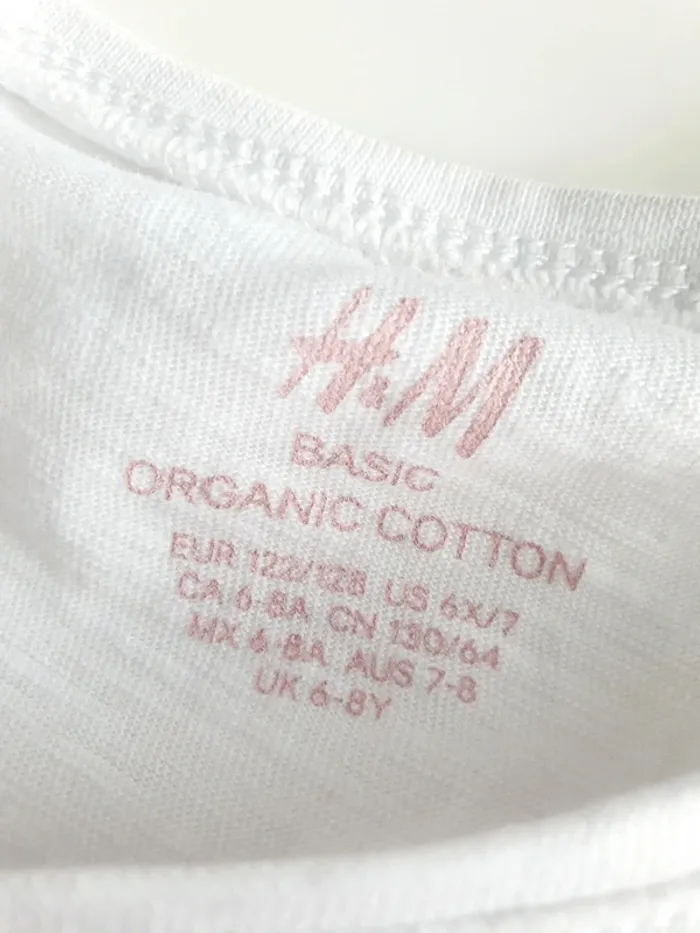 H&M
BASIC
ORGANIC COTTON
EUR 122/128 US 6X/7
CA 6-8A CN 130/64
MX 6-8A AUS 7-8
UK 6-8Y